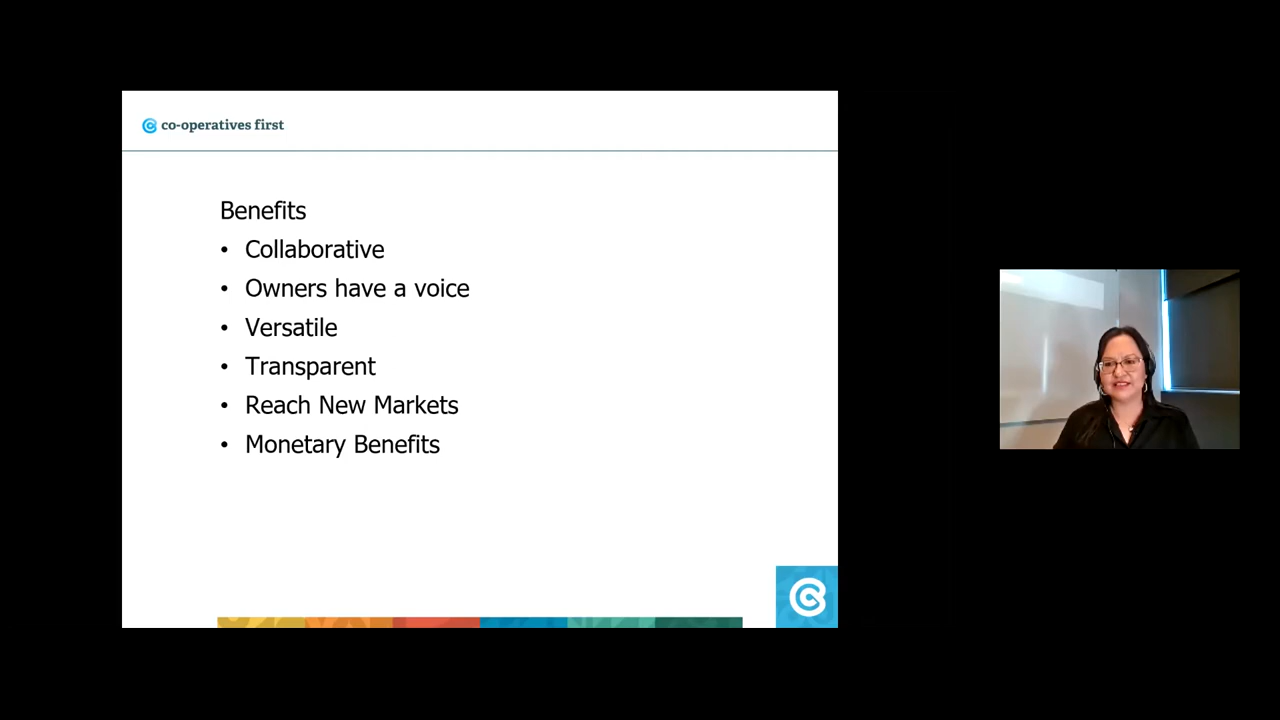 co-operatives first
Benefits
• Collaborative
• Owners have a voice
• Versatile
• Transparent
• Reach New Markets
• Monetary Benefits